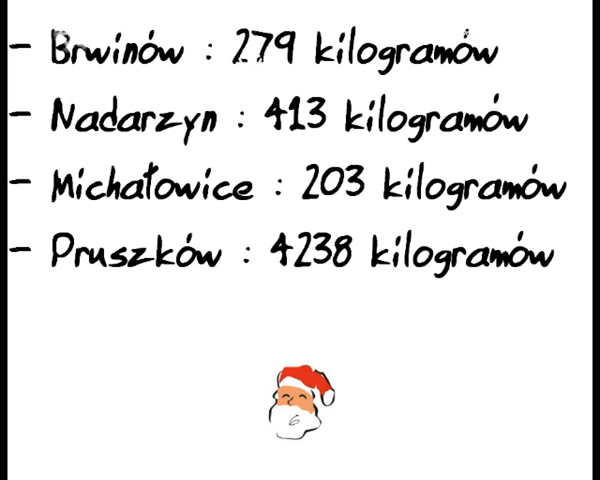 - Brwinów : 279 kilogramów
- Nadarzyn : 413 kilogramów
- Michałowice : 203 kilogramów
- Pruszków : 4238 kilogramów